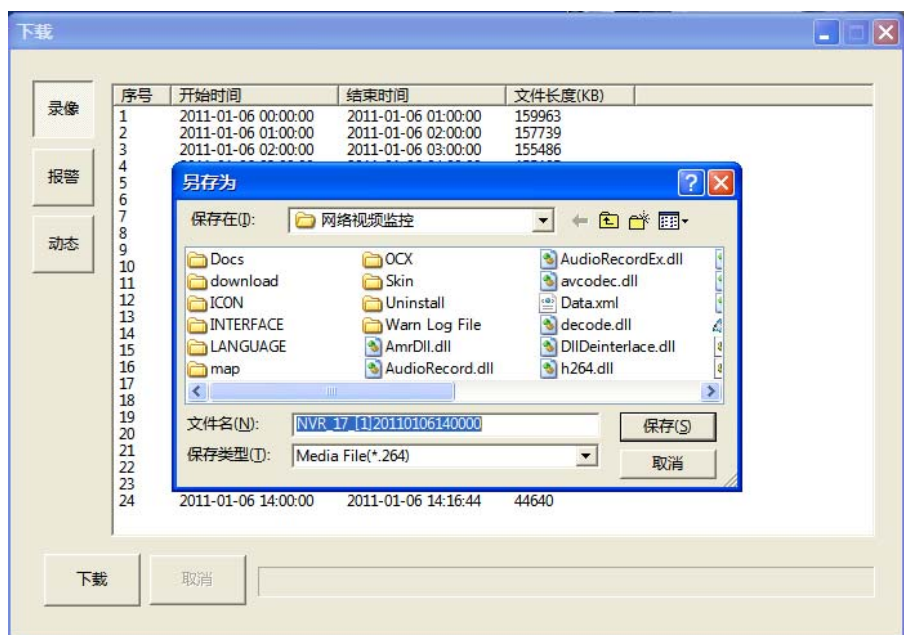 下载
录像
报警
动态
序号 开始时间 结束时间 文件长度(KB)
1 2011-01-06 00:00:00 2011-01-06 01:00:00 159963
2 2011-01-06 01:00:00 2011-01-06 02:00:00 157739
3 2011-01-06 02:00:00 2011-01-06 03:00:00 155486
4
5
6
7
8
9
10
11
12
13
14
15
16
17
18
19
20
21
22
23
24 2011-01-06 14:00:00 2011-01-06 14:16:44 44640
另存为
保存在(I): 网络视频监控
Docs OCX AudioRecordEx.dll
download Skin avcodec.dll
ICON Uninstall Data.xml
INTERFACE Warn Log File decode.dll
LANGUAGE AmrDll.dll DllDeinterlace.dll
map AudioRecord.dll h264.dll
文件名(N): NVR_17_[1]20110106140000 保存(S)
保存类型(T): Media File(*.264) 取消
下载 取消